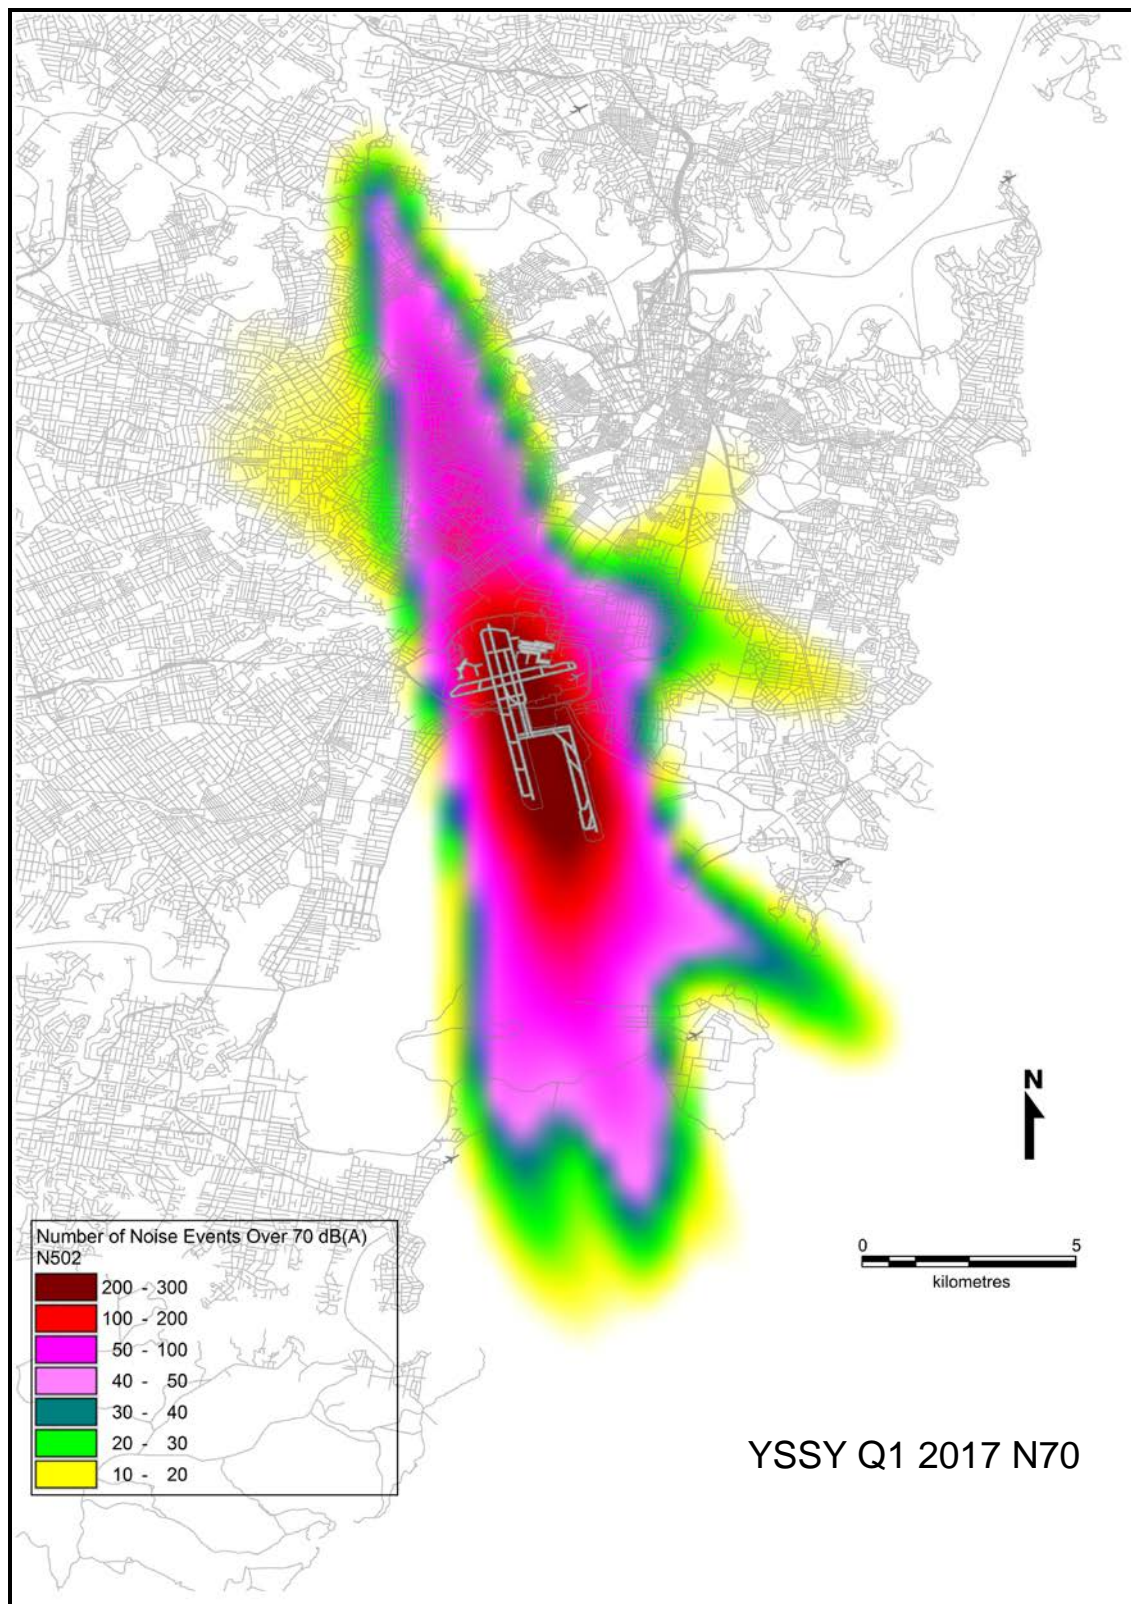 N
0 5
kilometres
Number of Noise Events Over 70 dB(A)
N502
200 - 300
100 - 200
50 - 100
40 - 50
30 - 40
20 - 30
10 - 20
YSSY Q1 2017 N70